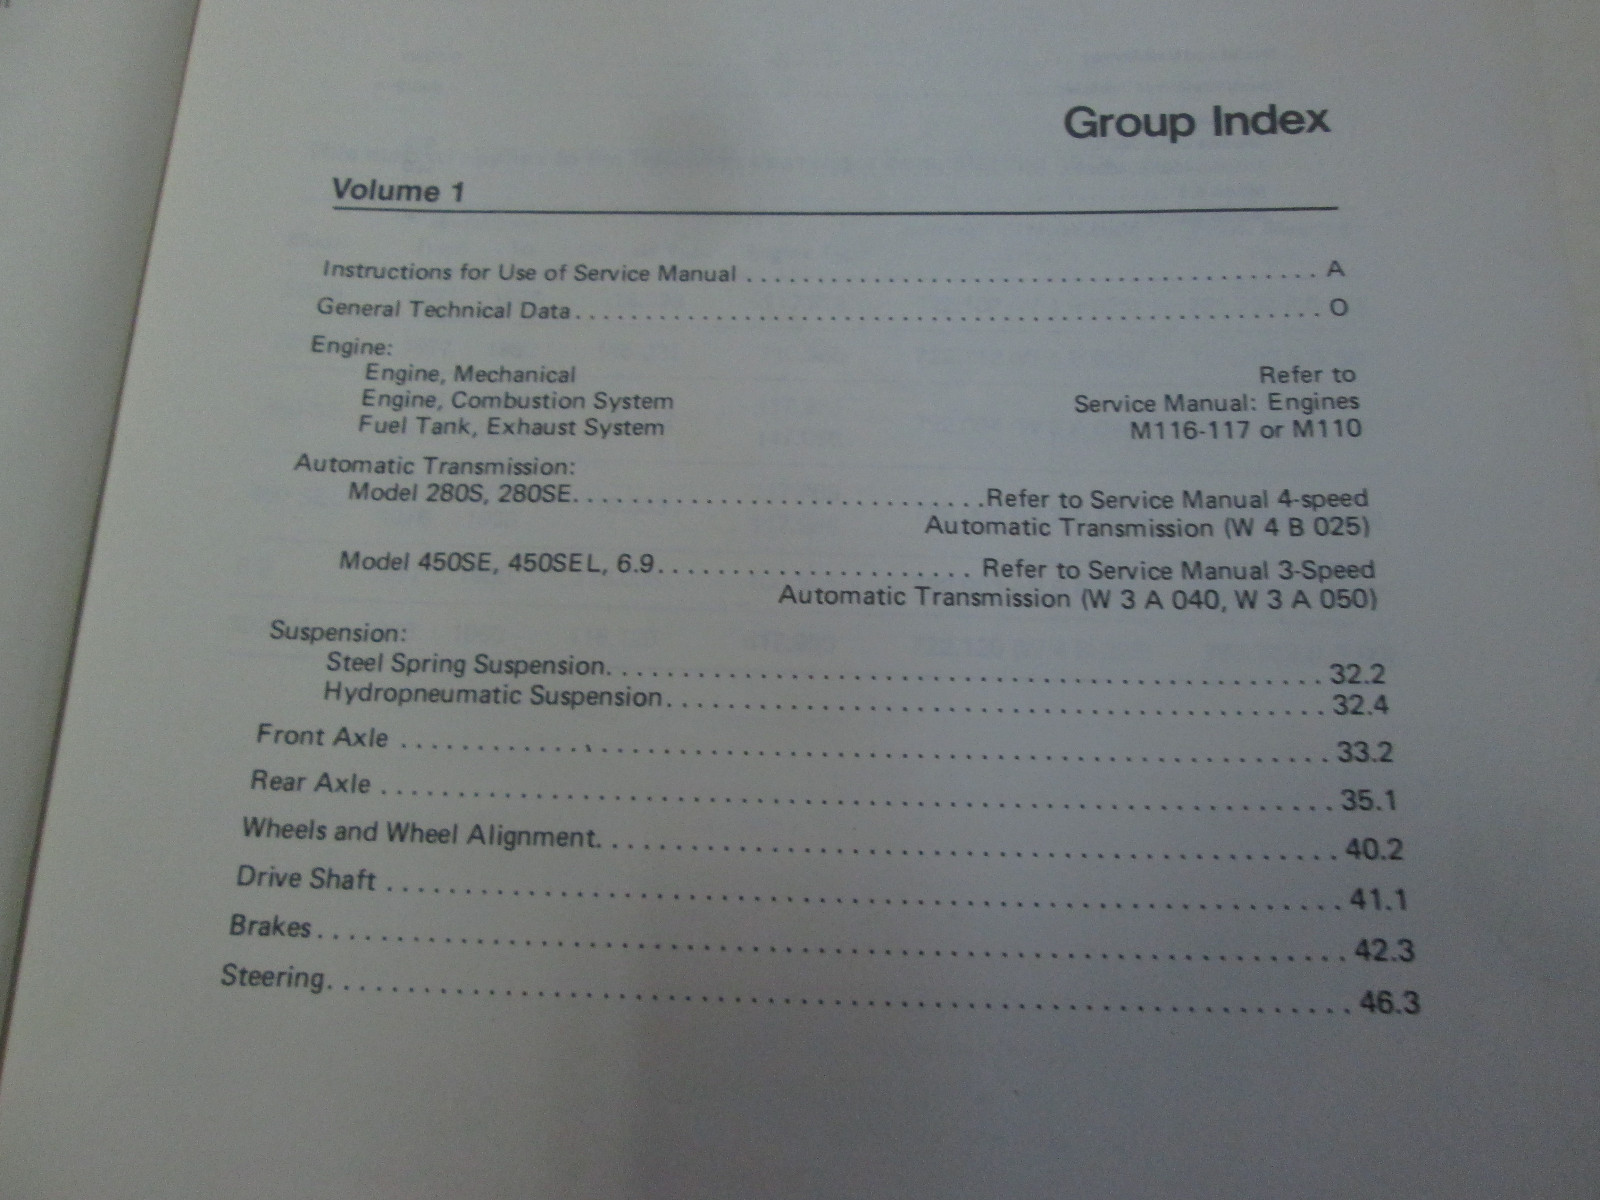 Group Index
Volume 1
Instructions for Use of Service Manual . . . . . . . . . . . . . . . . . . . . . . . . . . . . . . . . . . . . . . . . A
General Technical Data . . . . . . . . . . . . . . . . . . . . . . . . . . . . . . . . . . . . . . . . . . . . . . . . . . . . O
Engine:
Engine, Mechanical Refer to
Engine, Combustion System Service Manual: Engines
Fuel Tank, Exhaust System M116-117 or M110
Automatic Transmission:
Model 280S, 280SE. . . . . . . . . . . . . . . . . . . . . . . . . . . . .Refer to Service Manual 4-speed
Automatic Transmission (W 4 B 025)
Model 450SE, 450SEL, 6.9. . . . . . . . . . . . . . . . . . . . . . Refer to Service Manual 3-Speed
Automatic Transmission (W 3 A 040, W 3 A 050)
Suspension:
Steel Spring Suspension. . . . . . . . . . . . . . . . . . . . . . . . . . . . . . . . . . . . . . . . . . . . . . . . 32.2
Hydropneumatic Suspension. . . . . . . . . . . . . . . . . . . . . . . . . . . . . . . . . . . . . . . . . . . . 32.4
Front Axle . . . . . . . . . . . . . . . . . . . . . . . . . . . . . . . . . . . . . . . . . . . . . . . . . . . . . . . . . . . . 33.2
Rear Axle . . . . . . . . . . . . . . . . . . . . . . . . . . . . . . . . . . . . . . . . . . . . . . . . . . . . . . . . . . . . . 35.1
Wheels and Wheel Alignment. . . . . . . . . . . . . . . . . . . . . . . . . . . . . . . . . . . . . . . . . . . . . . 40.2
Drive Shaft . . . . . . . . . . . . . . . . . . . . . . . . . . . . . . . . . . . . . . . . . . . . . . . . . . . . . . . . . . . . 41.1
Brakes . . . . . . . . . . . . . . . . . . . . . . . . . . . . . . . . . . . . . . . . . . . . . . . . . . . . . . . . . . . . . . . . 42.3
Steering. . . . . . . . . . . . . . . . . . . . . . . . . . . . . . . . . . . . . . . . . . . . . . . . . . . . . . . . . . . . . . . 46.3